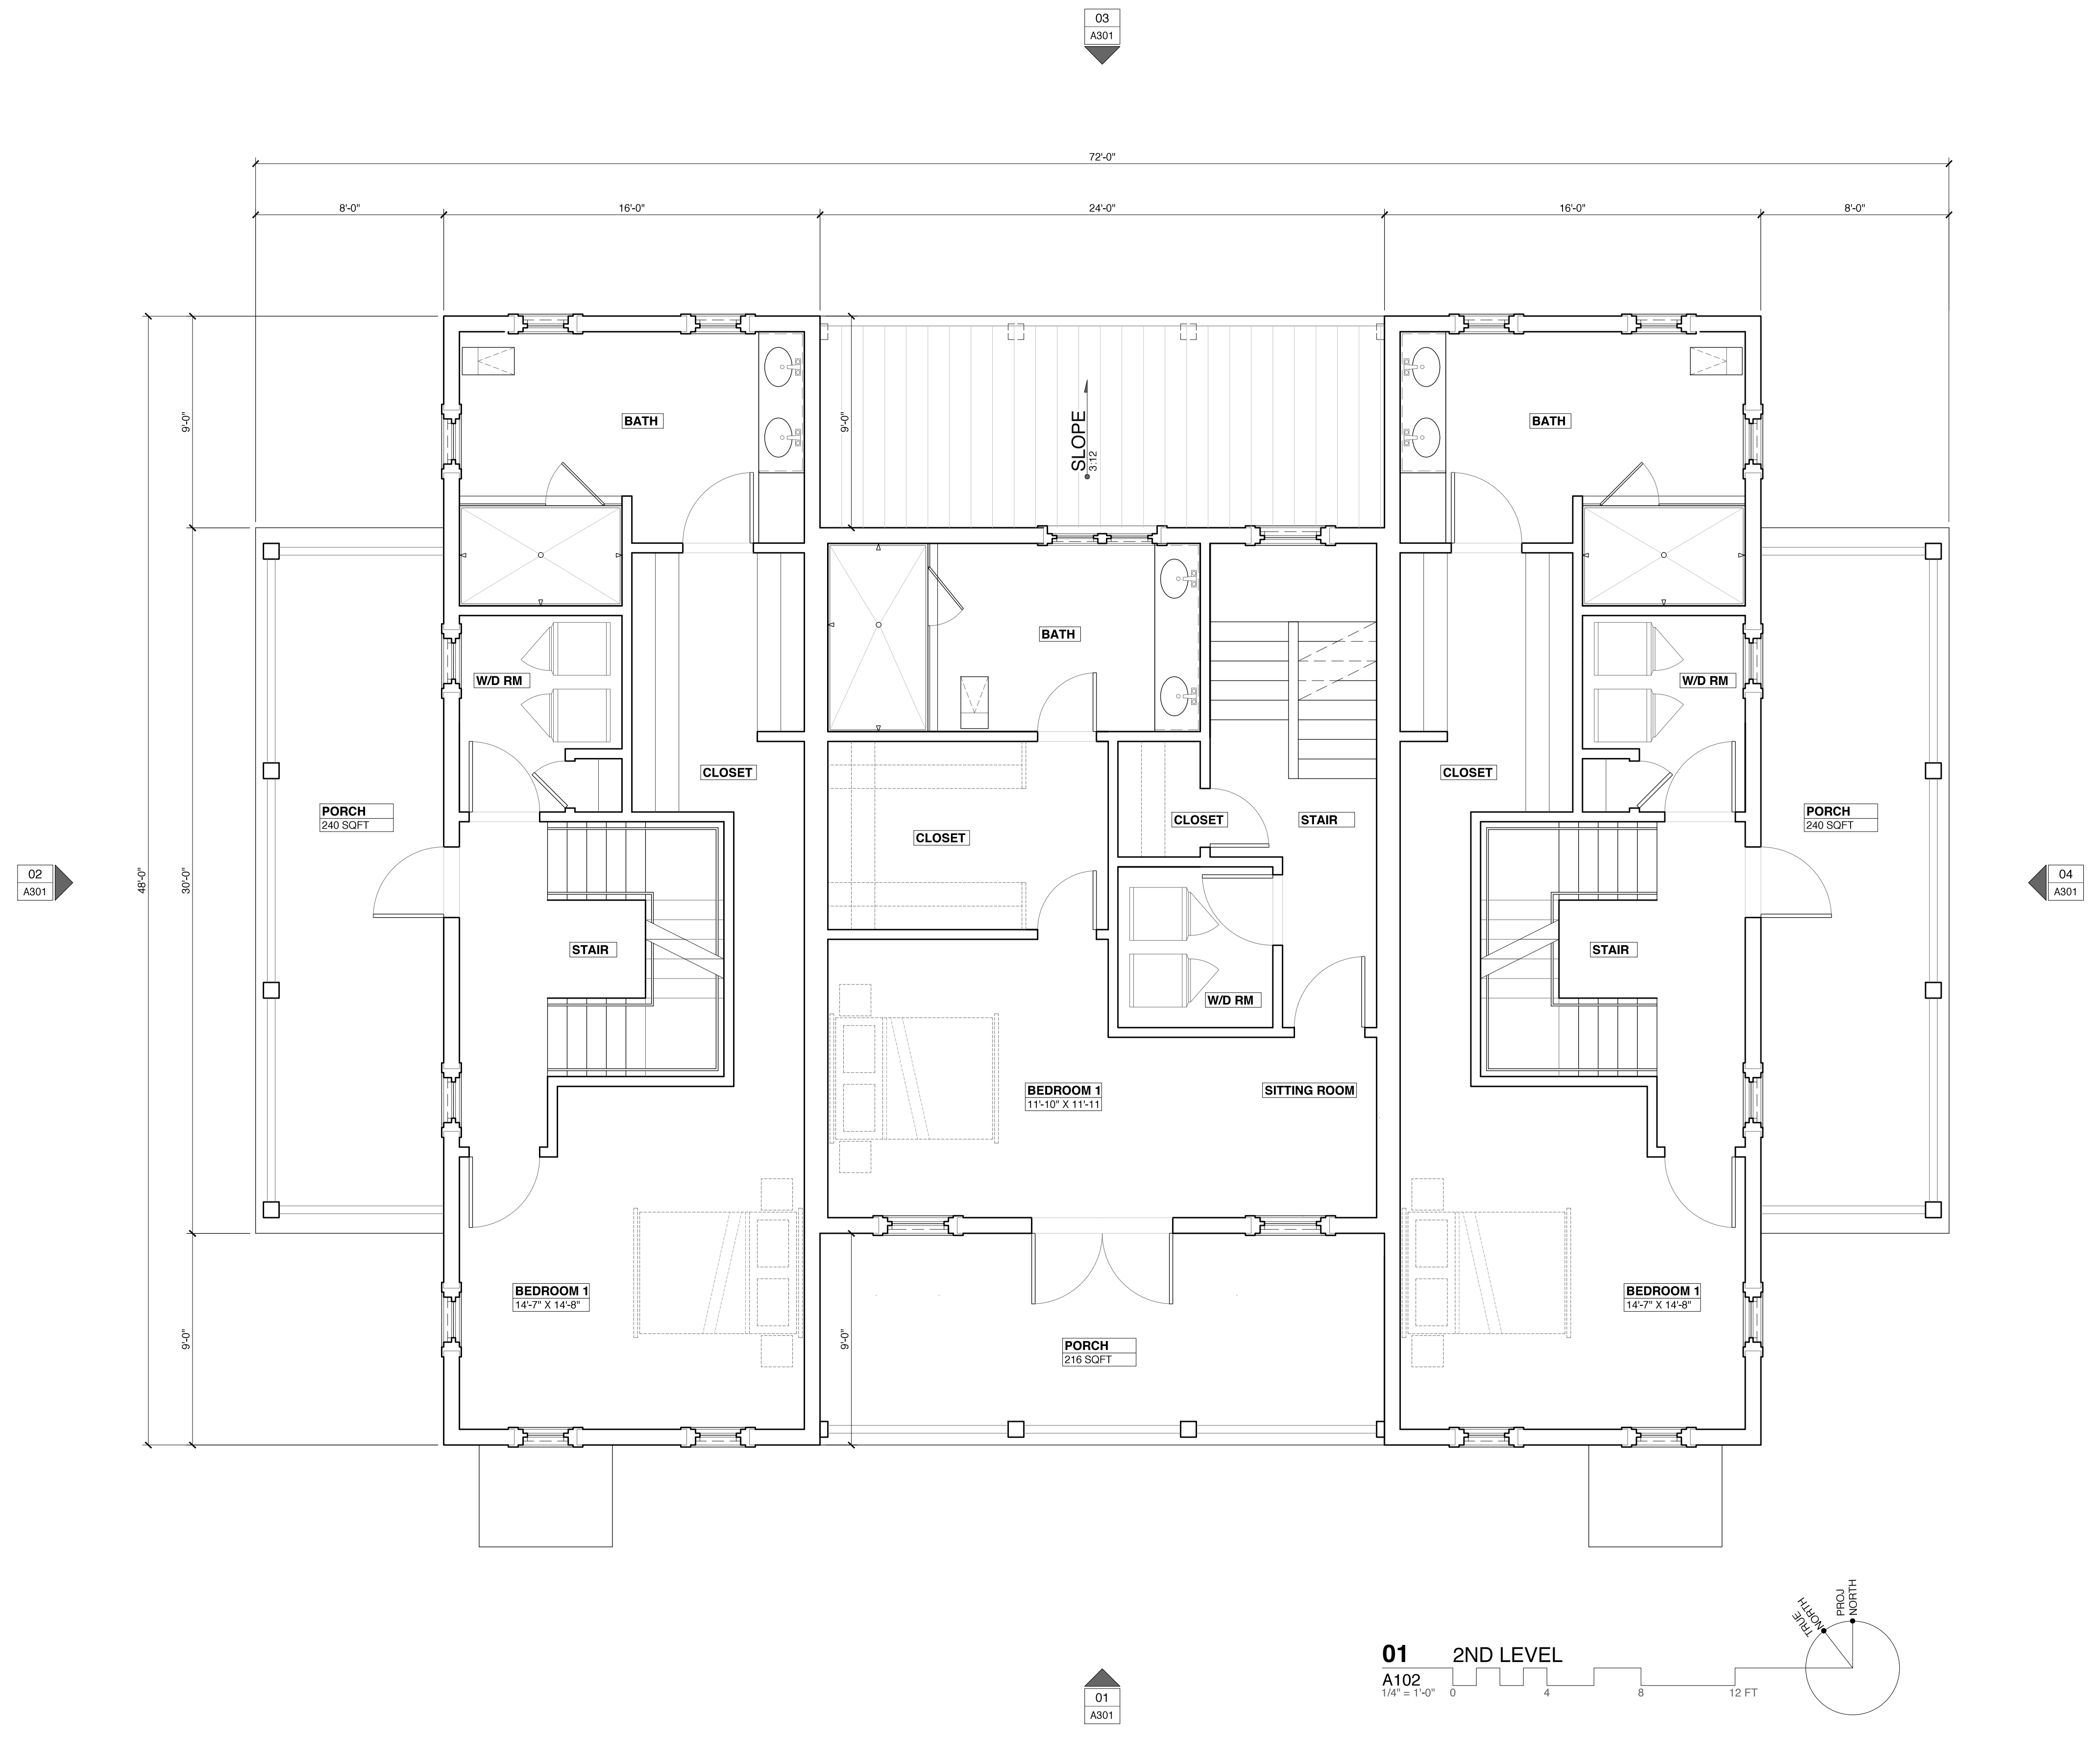 03
A301
72'-0"
8'-0"
16'-0"
24'-0"
16'-0"
8'-0"
9'-0"
BATH
9'-0"
SLOPE
3:12
BATH
BATH
W/D RM
W/D RM
CLOSET
CLOSET
PORCH
240 SQFT
CLOSET
CLOSET
STAIR
PORCH
240 SQFT
02
A301
48'-0"
30'-0"
04
A301
STAIR
STAIR
W/D RM
BEDROOM 1
11'-10" X 11'-11
SITTING ROOM
BEDROOM 1
14'-7" X 14'-8"
BEDROOM 1
14'-7" X 14'-8"
9'-0"
9'-0"
PORCH
216 SQFT
TRUE
NORTH
PROJ
NORTH
01 2ND LEVEL
A102
1/4" = 1'-0" 0 4 8 12 FT
01
A301